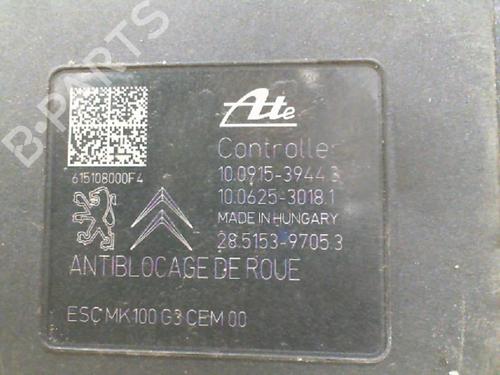 B-PARTS
Ate
615108000F4
Controller
10.0915-3944.3
10.0625-3018.1
MADE IN HUNGARY
28.5153-9705.3
ANTIBLOCAGE DE ROUE
ESC MK100 G3 CEM 00